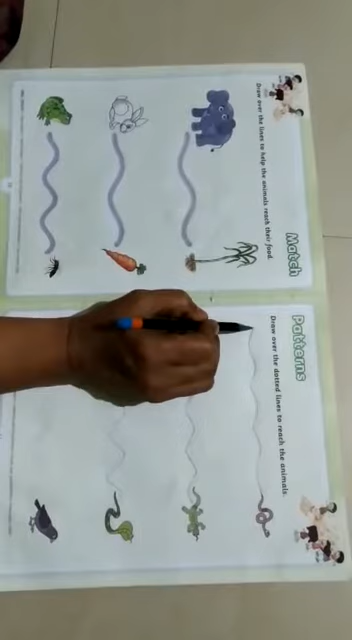 Match
Draw over the lines to help the animals reach their food.
Patterns
Draw over the dotted lines to reach the animals.